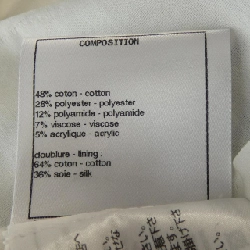 COMPOSITION
48% coton - cotton
28% polyester - polyester
12% polyamide - polyamide
7% viscose - viscose
5% acrylique - acrylic
doublure - lining :
64% coton - cotton
36% soie - silk